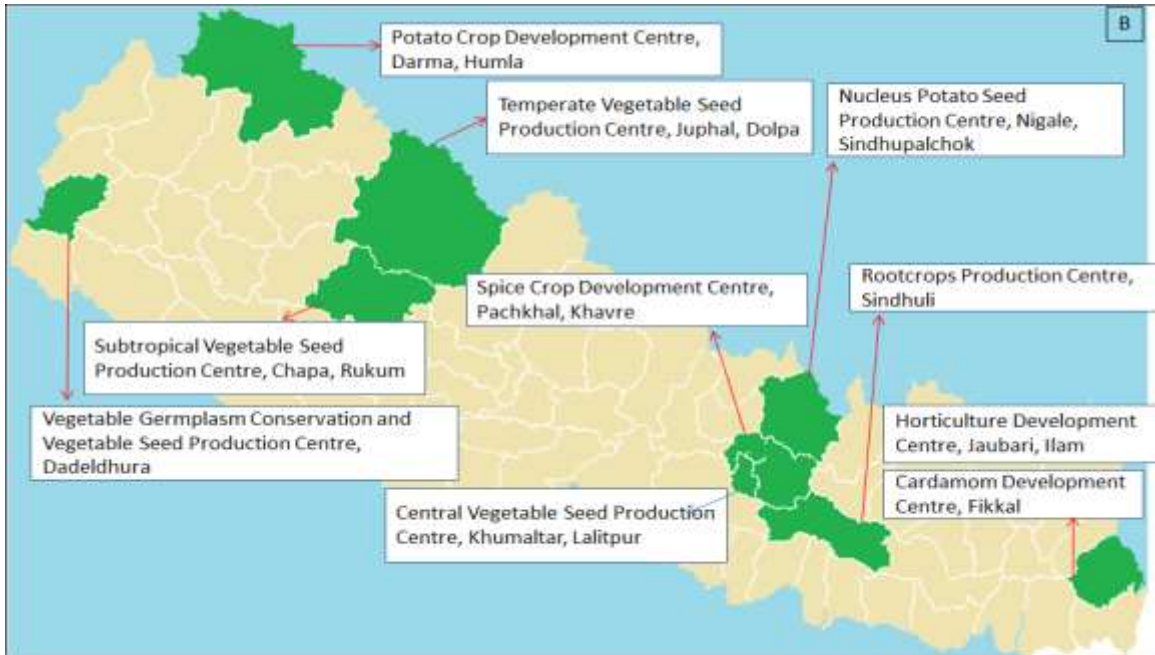 B
Potato Crop Development Centre,
Darma, Humla
Temperate Vegetable Seed
Production Centre, Juphal, Dolpa
Nucleus Potato Seed
Production Centre, Nigale,
Sindhupalchok
Spice Crop Development Centre,
Pachkhal, Khavre
Rootcrops Production Centre,
Sindhuli
Subtropical Vegetable Seed
Production Centre, Chapa, Rukum
Vegetable Germplasm Conservation and
Vegetable Seed Production Centre,
Dadeldhura
Horticulture Development
Centre, Jaubari, Ilam
Cardamom Development
Centre, Fikkal
Central Vegetable Seed Production
Centre, Khumaltar, Lalitpur